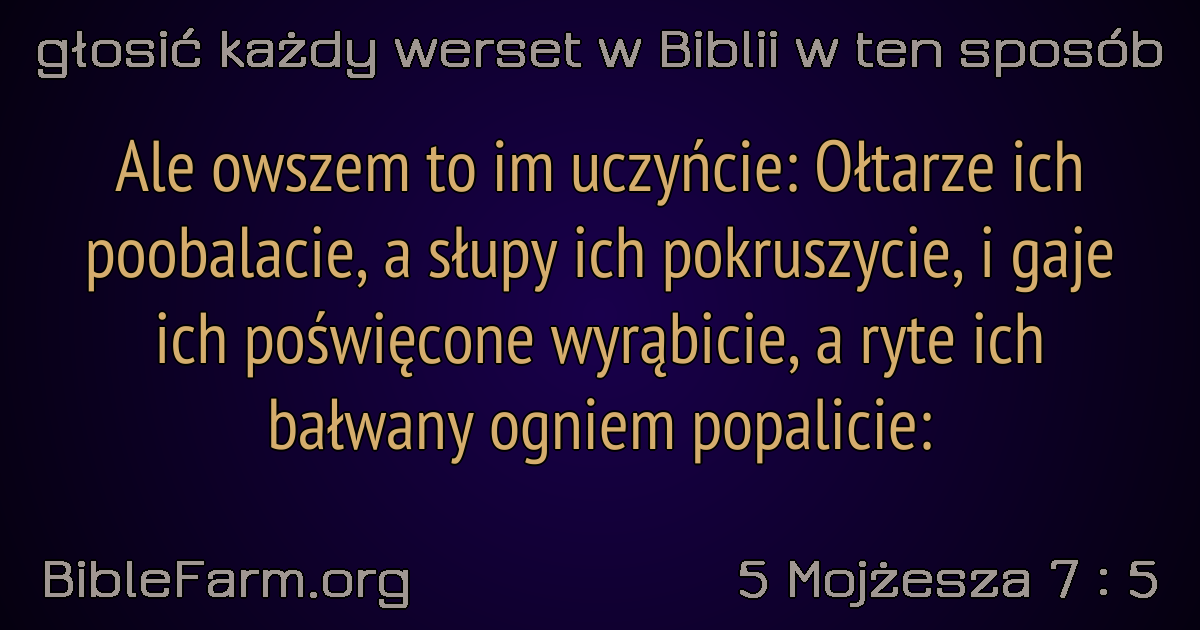 głosić każdy werset w Biblii w ten sposób
Ale owszem to im uczyńcie: Ołtarze ich
poobalacie, a słupy ich pokruszycie, i gaje
ich poświęcone wyrąbicie, a ryte ich
bałwany ogniem popalicie:
BibleFarm.org
5 Mojżesza 7 : 5